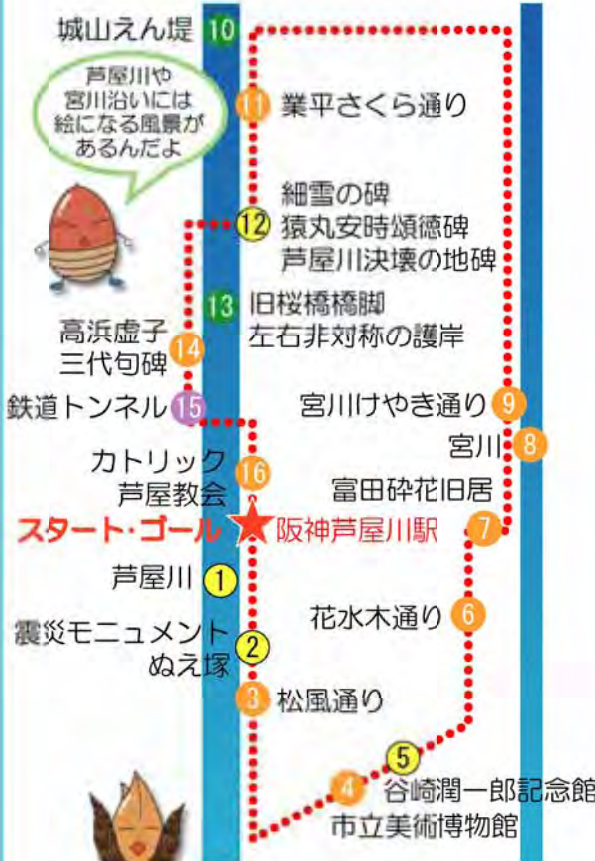 城山えん堤 10
芦屋川や
宮川沿いには
絵になる風景が
あるんだよ
11 業平さくら通り
細雪の碑
12 猿丸安時頌徳碑
芦屋川決壊の地碑
13 旧桜橋橋脚
左右非対称の護岸
高浜虚子 14
三代句碑
鉄道トンネル 15
宮川けやき通り 9
宮川 8
カトリック 16
芦屋教会
富田砕花旧居
7
スタート・ゴール ★ 阪神芦屋川駅
芦屋川 1
花水木通り 6
震災モニュメント 2
ぬえ塚
3 松風通り
5
谷崎潤一郎記念館
4
市立美術博物館